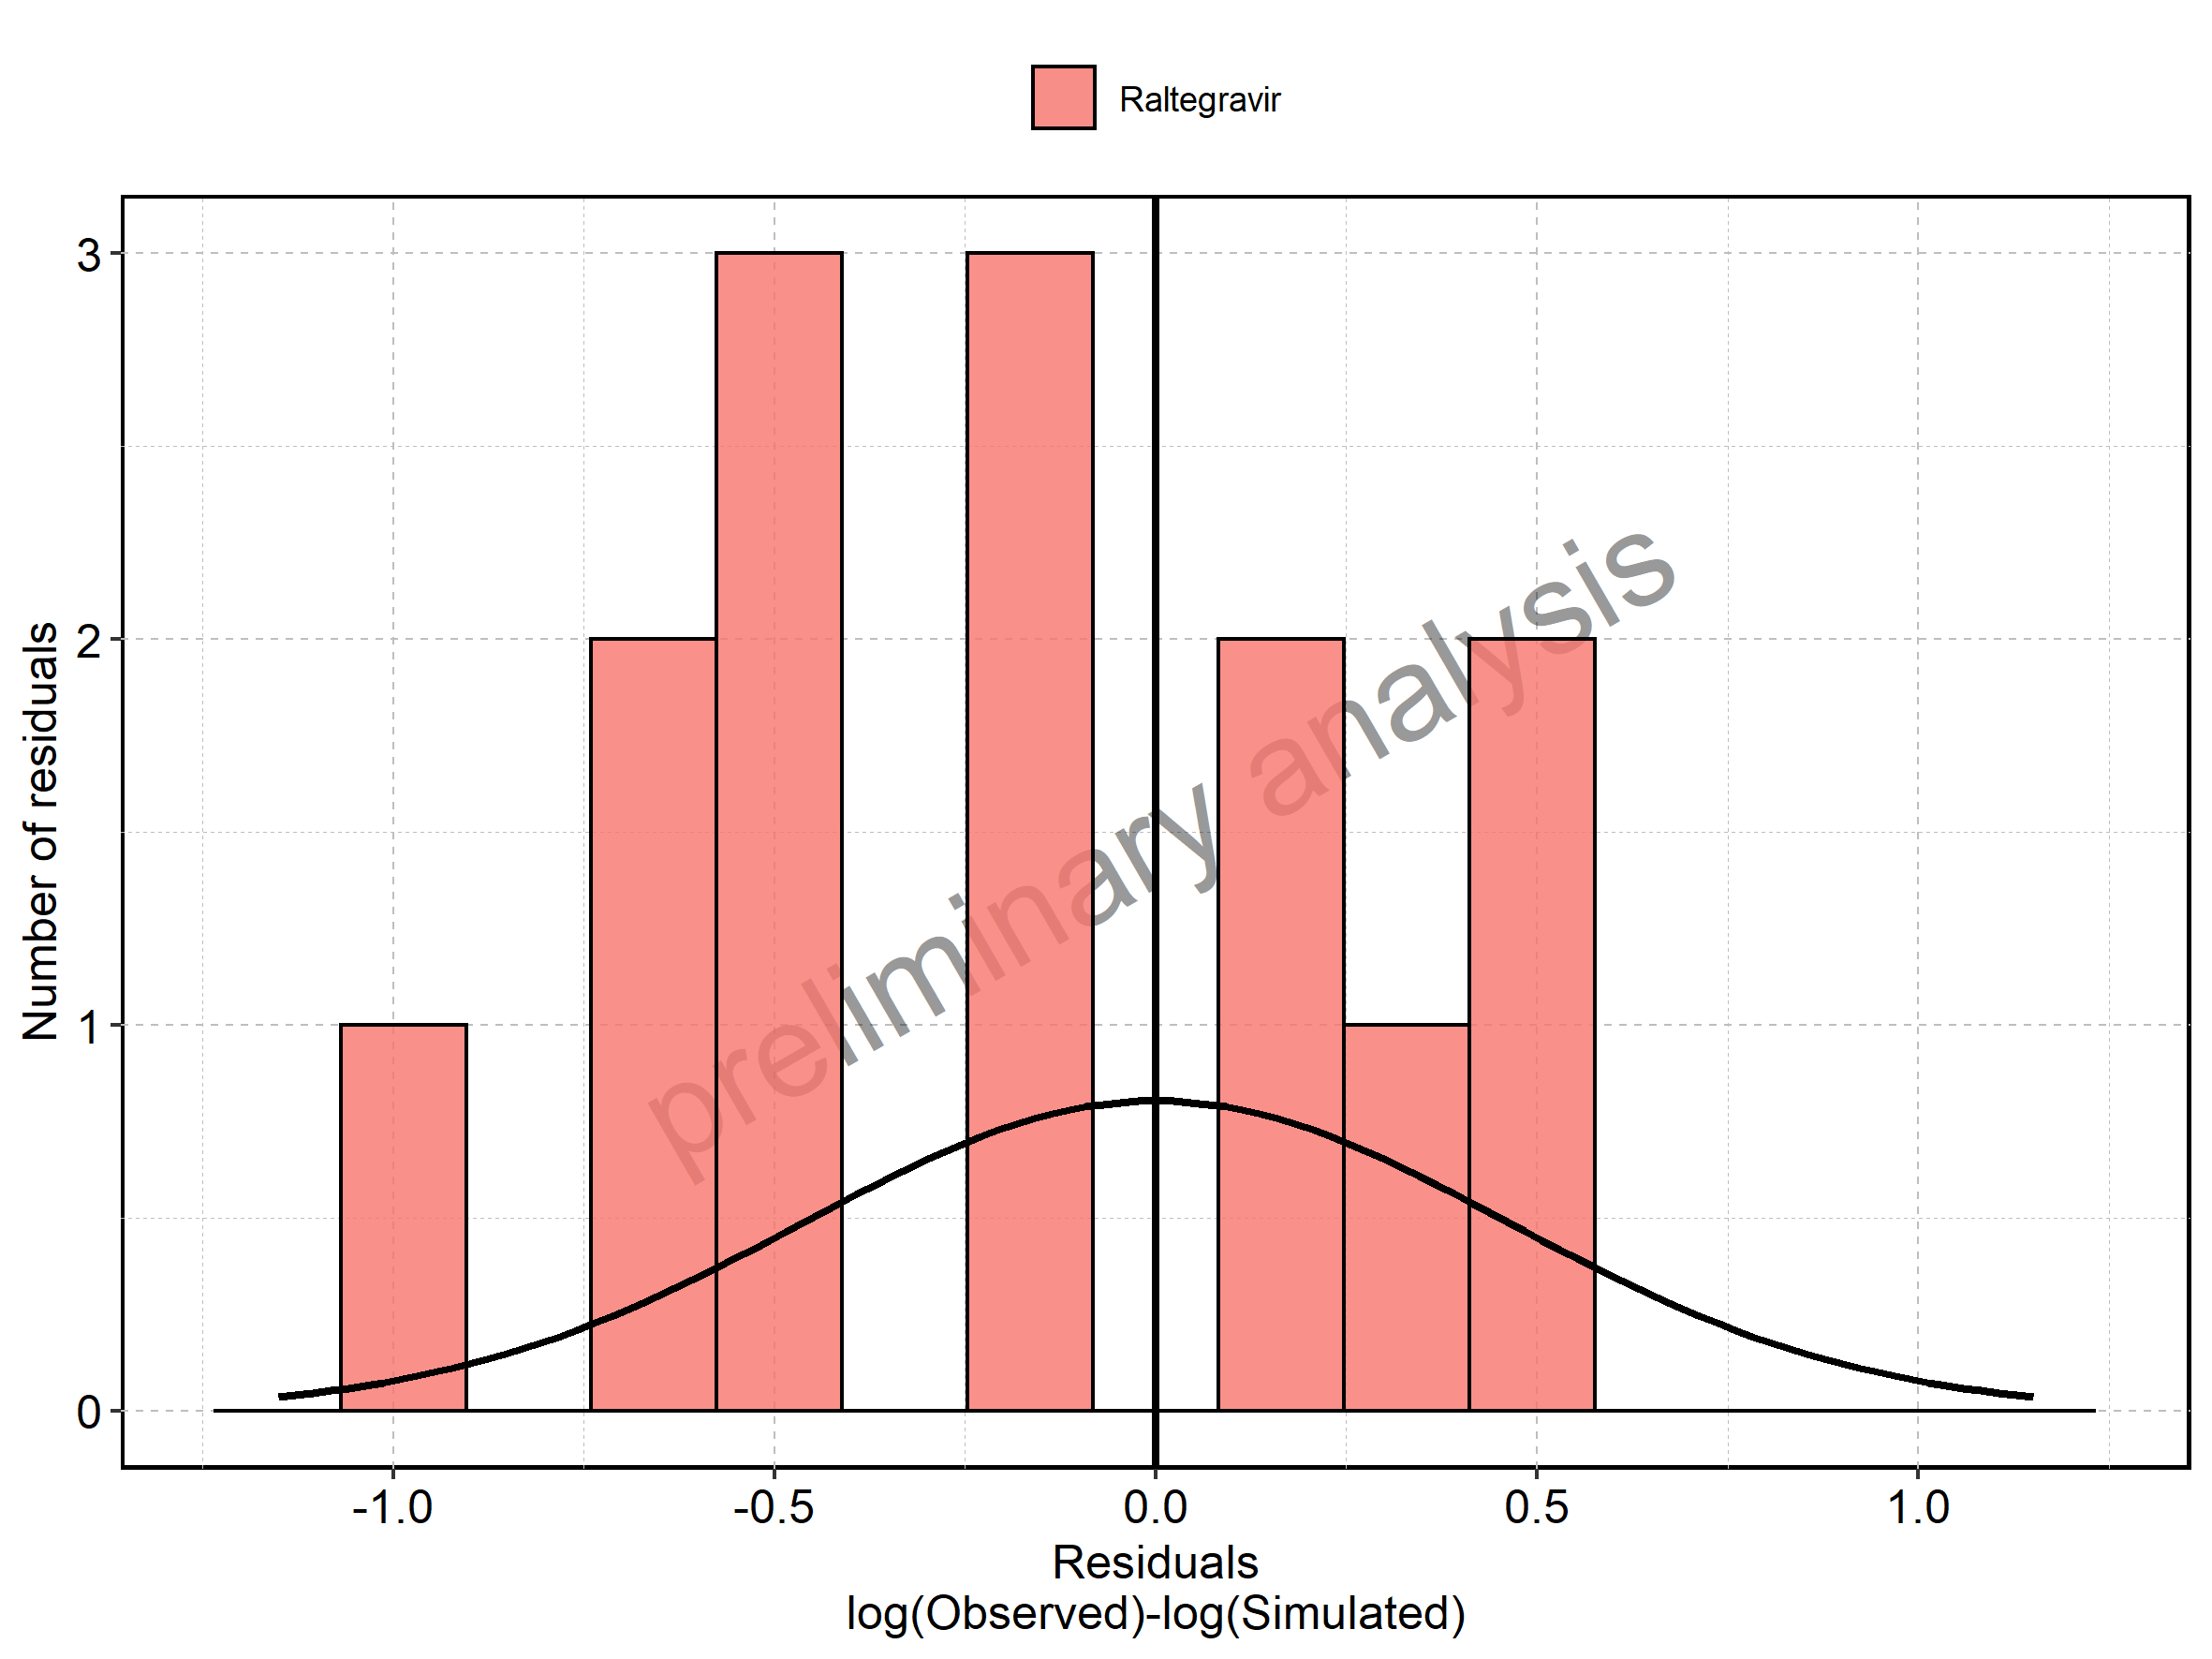 Raltegravir
3
2
1
0
Number of residuals
preliminary analysis
-1.0 -0.5 0.0 0.5 1.0
Residuals
log(Observed)-log(Simulated)